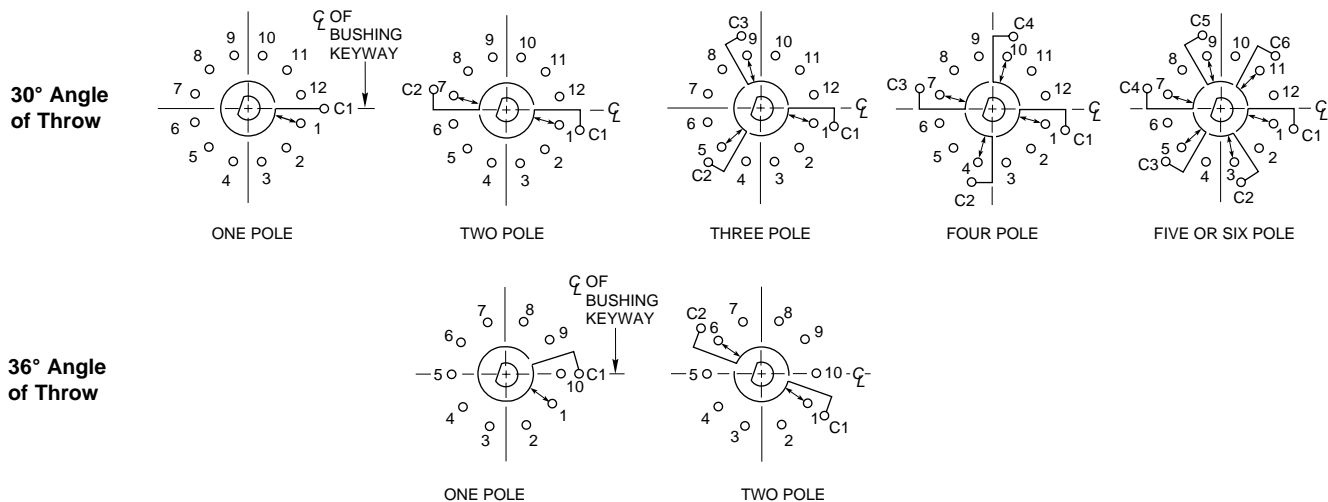 30° Angle
of Throw
℄ OF
BUSHING
KEYWAY
9 10
8 11
7 12
C1
6 1
5 2
4 3
ONE POLE
9 10
8 11
C2 7 12
℄
6 1 C1
5 2
4 3
TWO POLE
C3
9 10
8 11
7 12
℄
6 1 C1
5 2
C2 4 3
THREE POLE
C4
9 10
8 11
C3 7 12
℄
6 1 C1
5 2
4 3
C2
FOUR POLE
C5
9 10 C6
8 11
C4 7 12
℄
6 1 C1
5 2
C3 4 3
C2
FIVE OR SIX POLE
36° Angle
of Throw
℄ OF
BUSHING
KEYWAY
7 8
6 9
5 10 C1
4 1
3 2
ONE POLE
C2 7 8
6 9
5 10 ℄
4 1 C1
3 2
TWO POLE